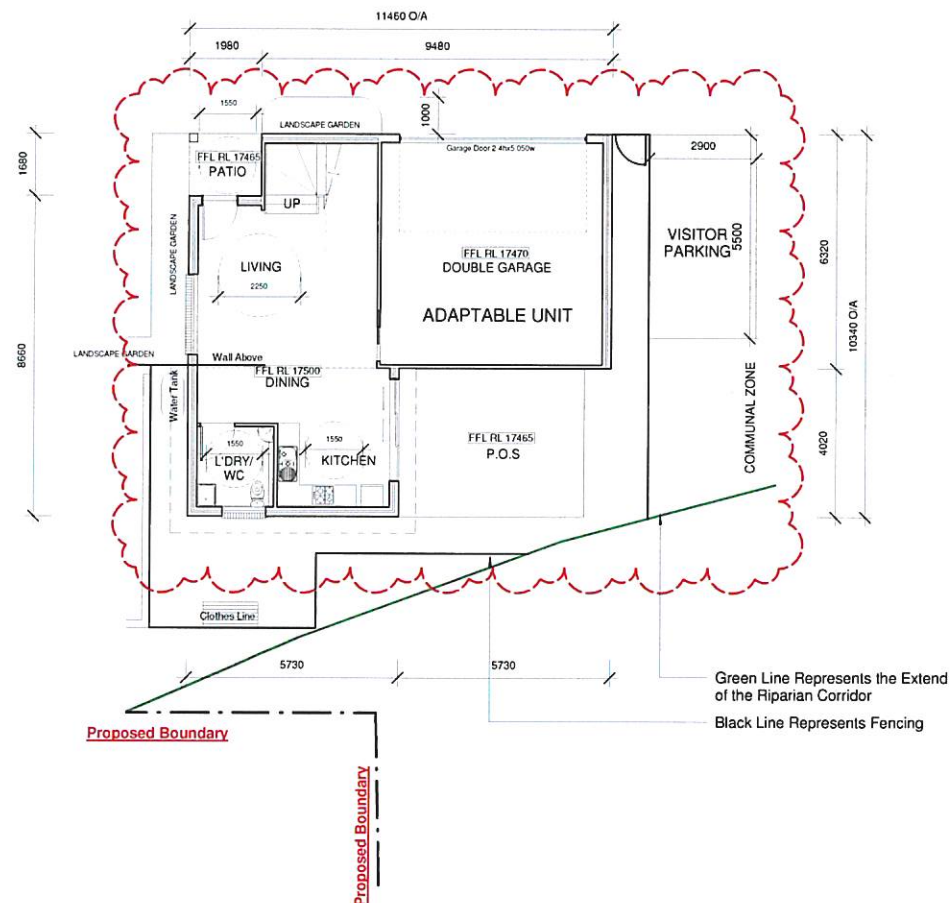 11460 O/A
1980
9480
1550
1000
LANDSCAPE GARDEN
Garage Door 2 4hx5.050w
2900
1680
FFL RL 17465
PATIO
UP
VISITOR
PARKING
5500
6320
LANDSCAPE GARDEN
LIVING
2250
FFL RL 17470
DOUBLE GARAGE
ADAPTABLE UNIT
10340 O/A
8660
LANDSCAPE GARDEN
Wall Above
FFL RL 17500
DINING
Water Tank
COMMUNAL ZONE
4020
1550
L'DRY/
WC
1550
KITCHEN
FFL RL 17465
P.O.S
Clothes Line
5730
5730
Green Line Represents the Extend
of the Riparian Corridor
Black Line Represents Fencing
Proposed Boundary
Proposed Boundary